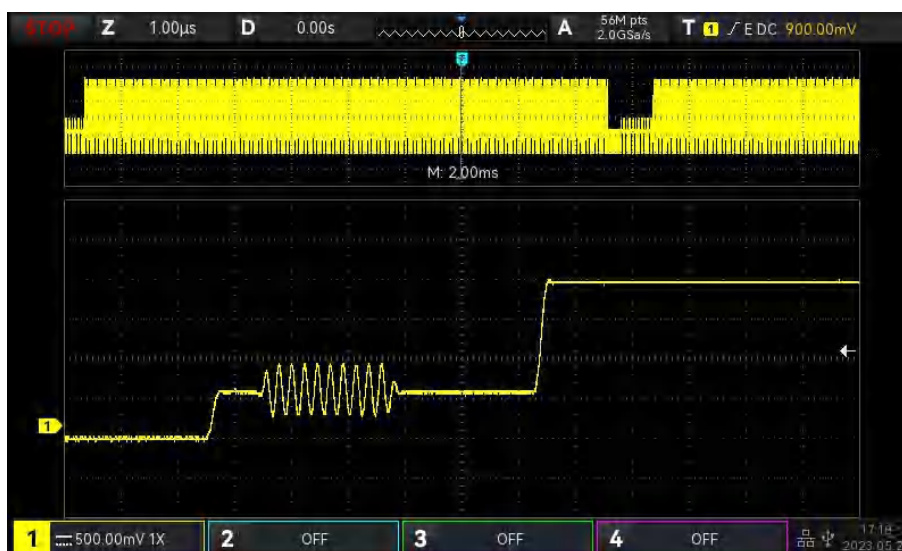 STOP Z 1.00μs D 0.00s A 56M pts 2.0GSa/s T 1 E DC 900.00mV
M: 2.00ms
1
1 500.00mV 1X 2 OFF 3 OFF 4 OFF